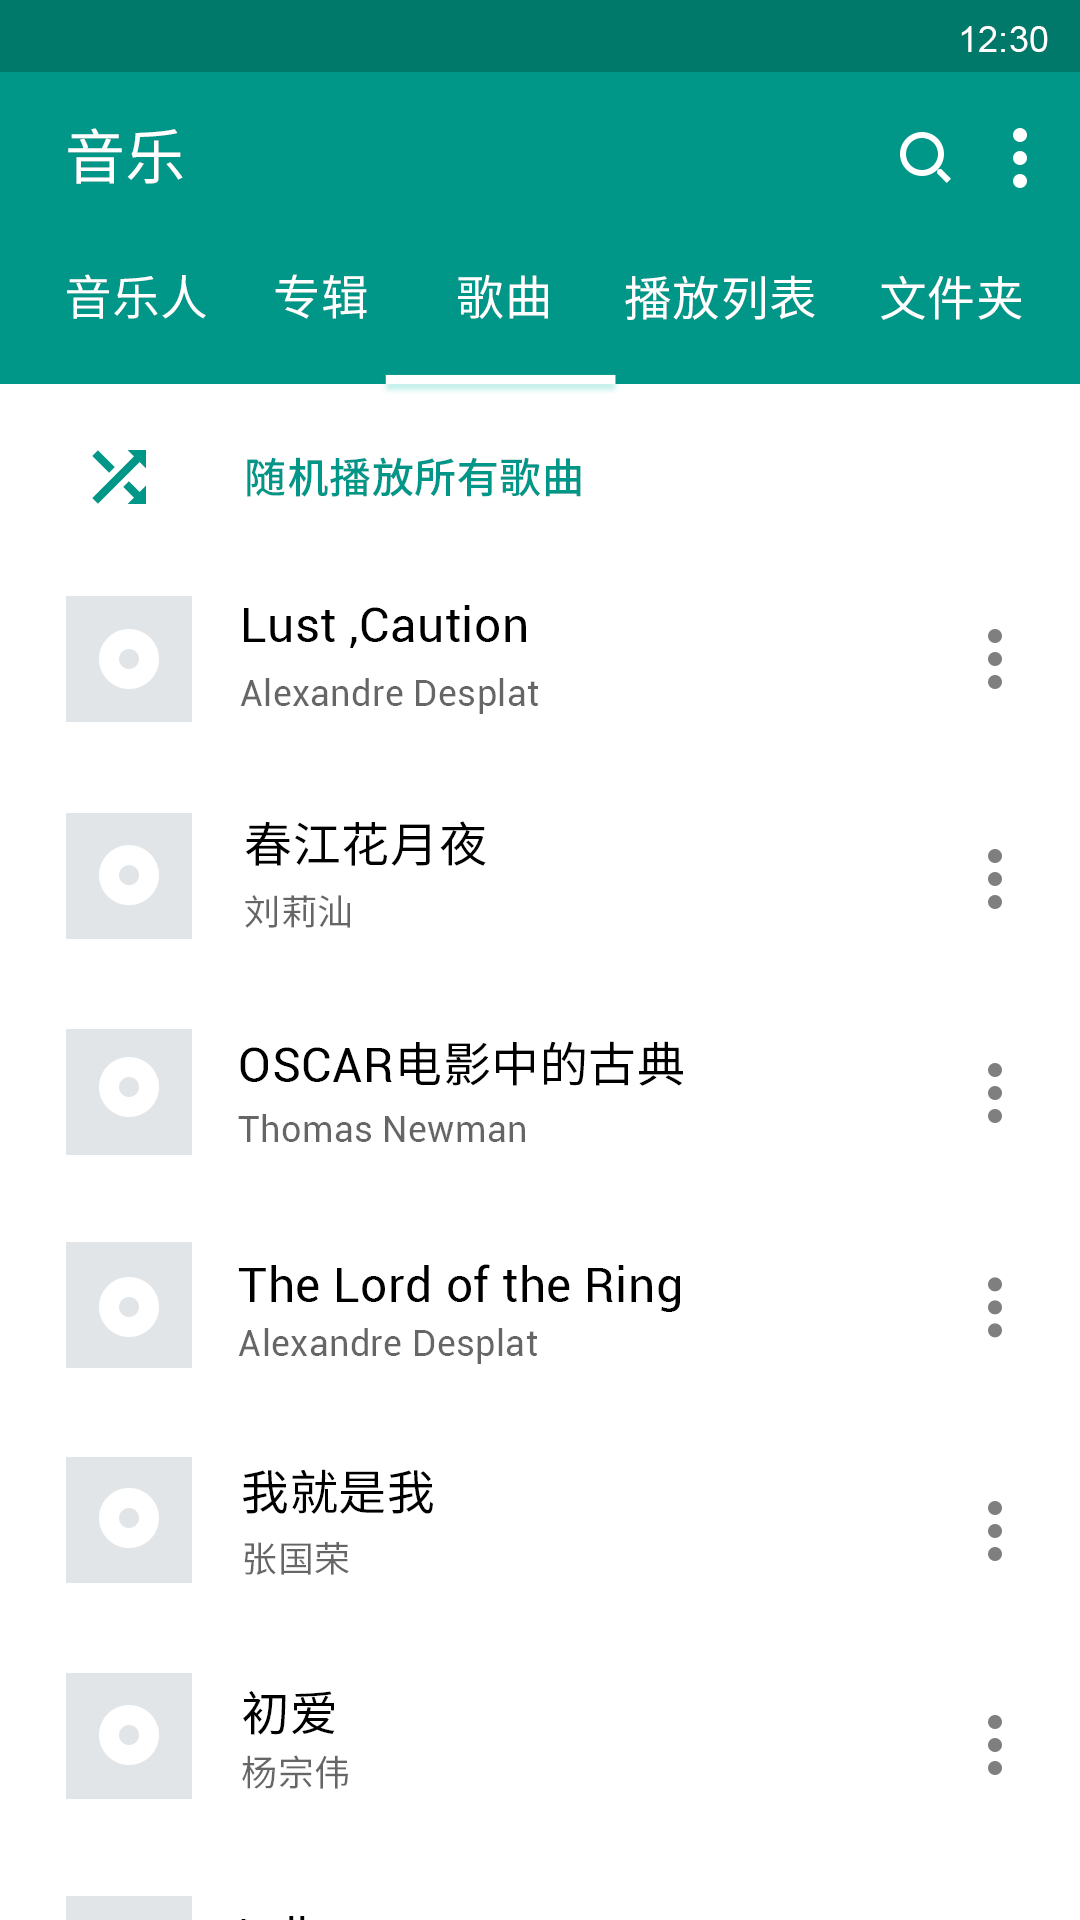 12:30
音乐
音乐人 专辑 歌曲 播放列表 文件夹
随机播放所有歌曲
Lust ,Caution
Alexandre Desplat
春江花月夜
刘莉汕
OSCAR电影中的古典
Thomas Newman
The Lord of the Ring
Alexandre Desplat
我就是我
张国荣
初爱
杨宗伟